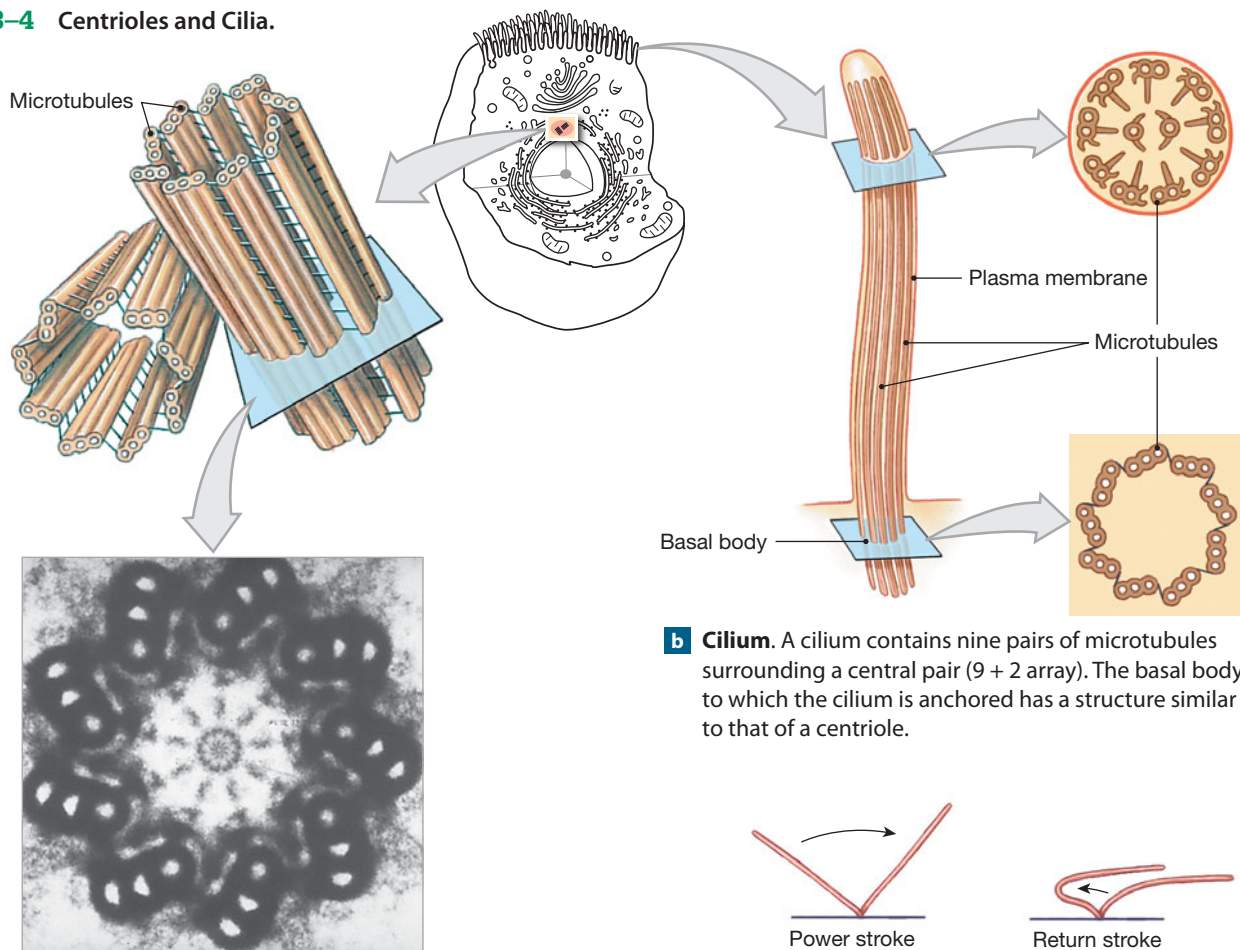 3–4 Centrioles and Cilia.
Microtubules
Plasma membrane
Microtubules
Basal body
b Cilium. A cilium contains nine pairs of microtubules
surrounding a central pair (9 + 2 array). The basal body
to which the cilium is anchored has a structure similar
to that of a centriole.
Power stroke
Return stroke